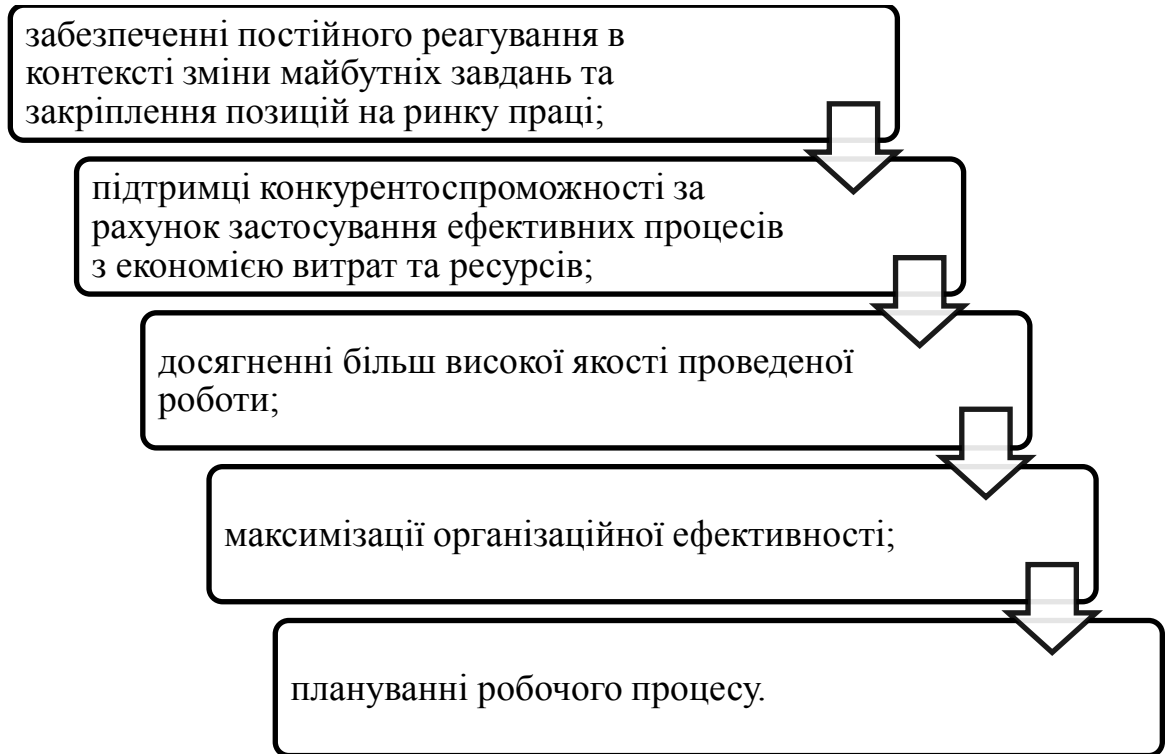 забезпеченні постійного реагування в
контексті зміни майбутніх завдань та
закріплення позицій на ринку праці;
підтримці конкурентоспроможності за
рахунок застосування ефективних процесів
з економією витрат та ресурсів;
досягненні більш високої якості проведеної
роботи;
максимізації організаційної ефективності;
плануванні робочого процесу.